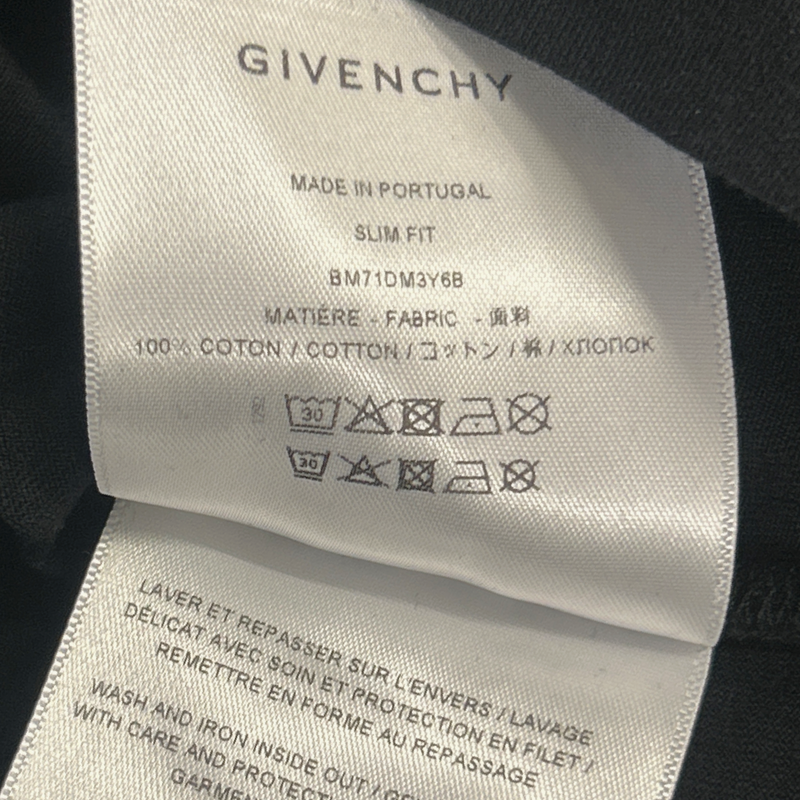 GIVENCHY
MADE IN PORTUGAL
SLIM FIT
BM71DM3Y6B
MATIÈRE - FABRIC - 面料
100% COTON / COTTON / コットン / 棉 / ХЛОПОК
30
30
LAVER ET REPASSER SUR L'ENVERS / LAVAGE
DÉLICAT AVEC SOIN ET PROTECTION EN FILET /
REMETTRE EN FORME AU REPASSAGE
WASH AND IRON INSIDE OUT /
WITH CARE AND